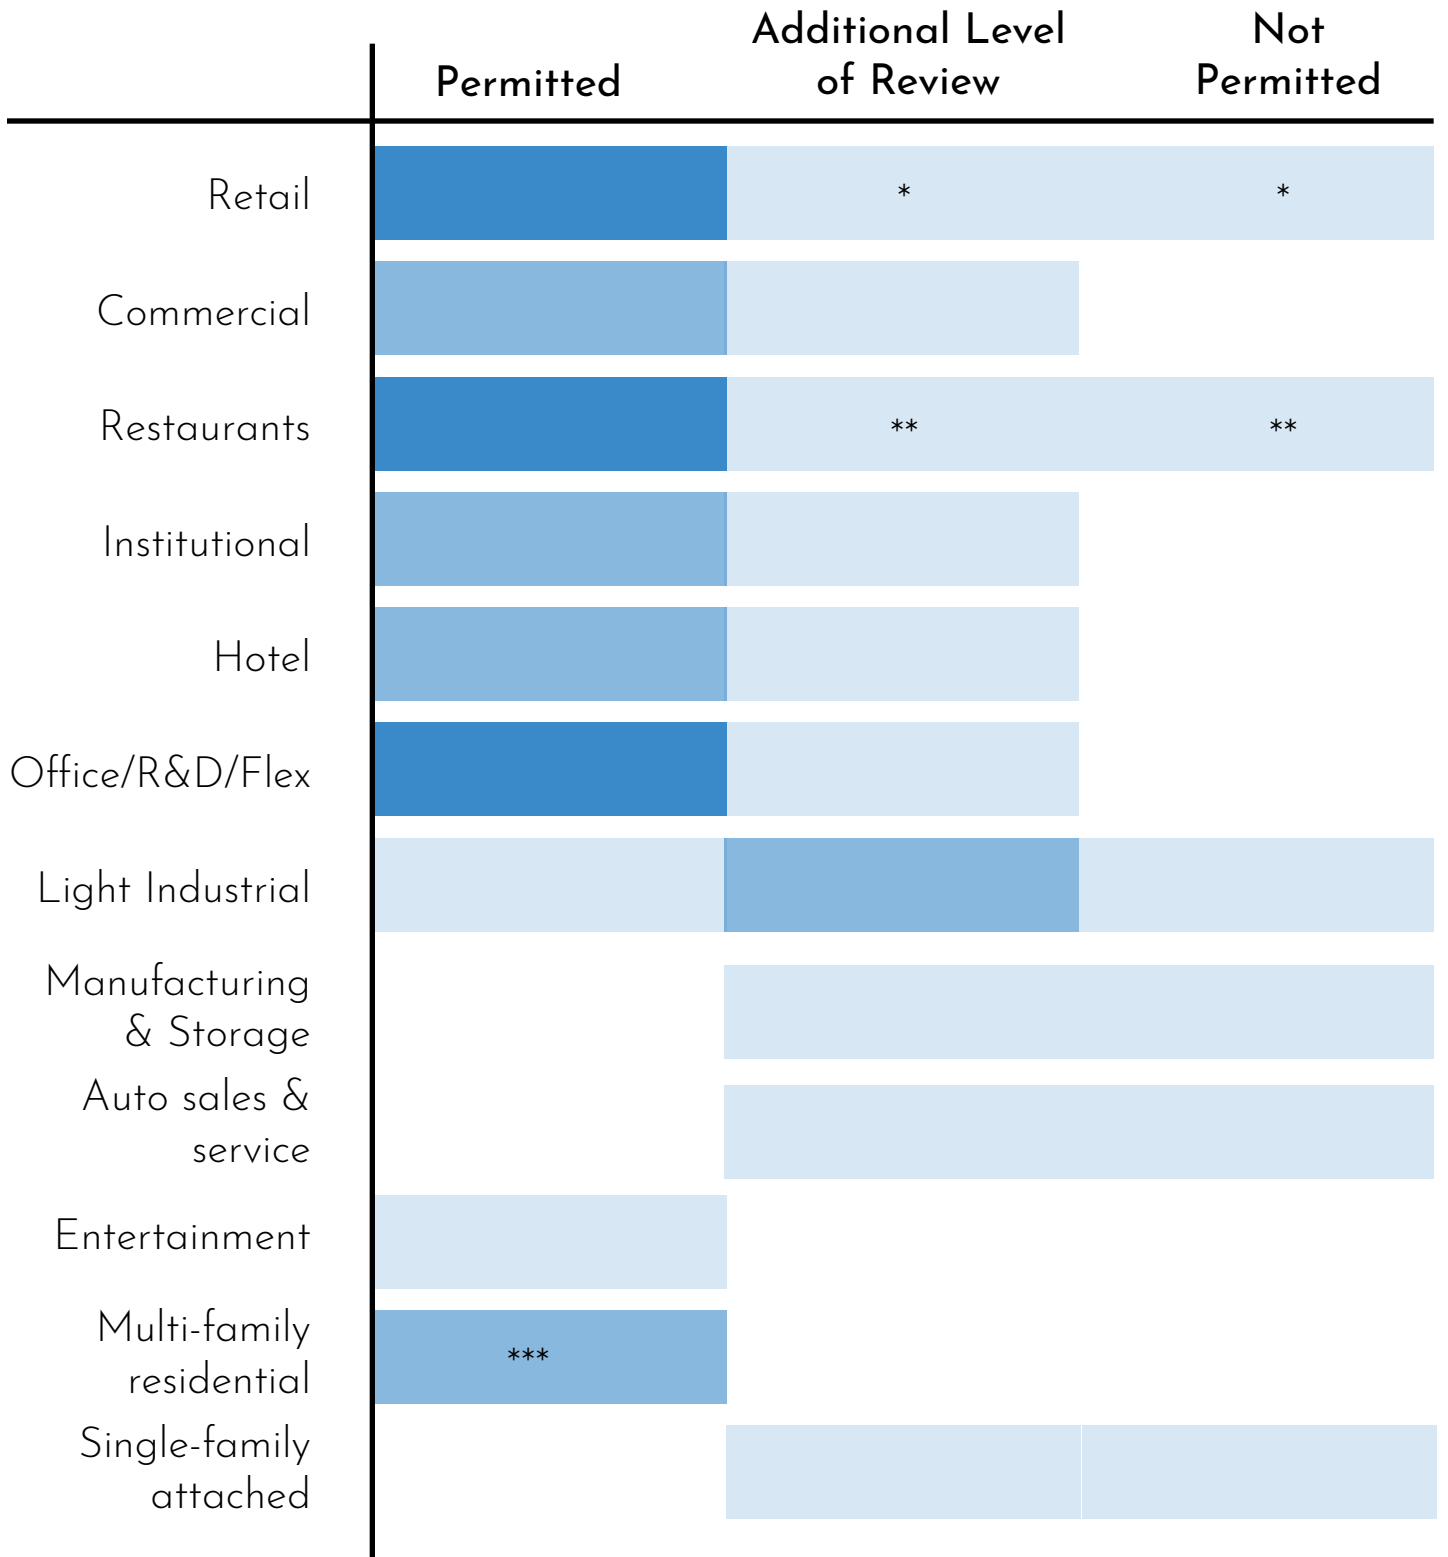 Permitted
Additional Level
of Review
Not
Permitted
Retail
*
*
Commercial
Restaurants
**
**
Institutional
Hotel
Office/R&D/Flex
Light Industrial
Manufacturing
& Storage
Auto sales &
service
Entertainment
Multi-family
residential
***
Single-family
attached